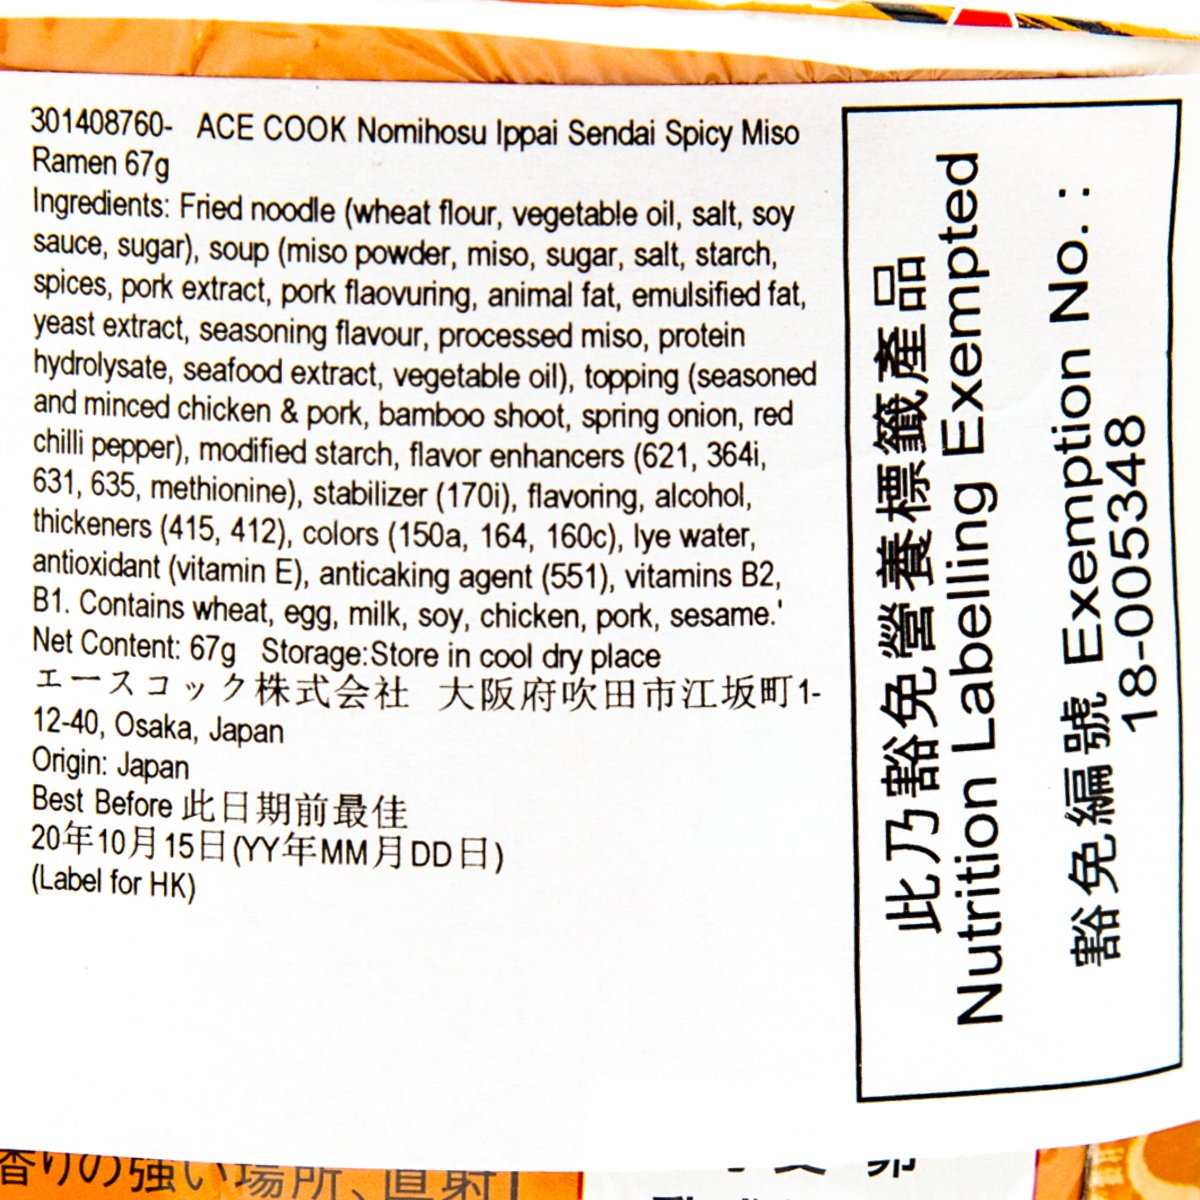 301408760- ACE COOK Nomihosu Ippai Sendai Spicy Miso
Ramen 67g
Ingredients: Fried noodle (wheat flour, vegetable oil, salt, soy
sauce, sugar), soup (miso powder, miso, sugar, salt, starch,
spices, pork extract, pork flaovuring, animal fat, emulsified fat,
yeast extract, seasoning flavour, processed miso, protein
hydrolysate, seafood extract, vegetable oil), topping (seasoned
and minced chicken & pork, bamboo shoot, spring onion, red
chilli pepper), modified starch, flavor enhancers (621, 364i,
631, 635, methionine), stabilizer (170i), flavoring, alcohol,
thickeners (415, 412), colors (150a, 164, 160c), lye water,
antioxidant (vitamin E), anticaking agent (551), vitamins B2,
B1. Contains wheat, egg, milk, soy, chicken, pork, sesame.'
Net Content: 67g Storage:Store in cool dry place
エースコック株式会社 大阪府吹田市江坂町1-
12-40, Osaka, Japan
Origin: Japan
Best Before 此日期前最佳
20年10月15日(YY年MM月DD日)
(Label for HK)
此乃豁免營養標籤產品
Nutrition Labelling Exempted
豁免編號 Exemption No. :
18-005348
香りの強い場所、直射